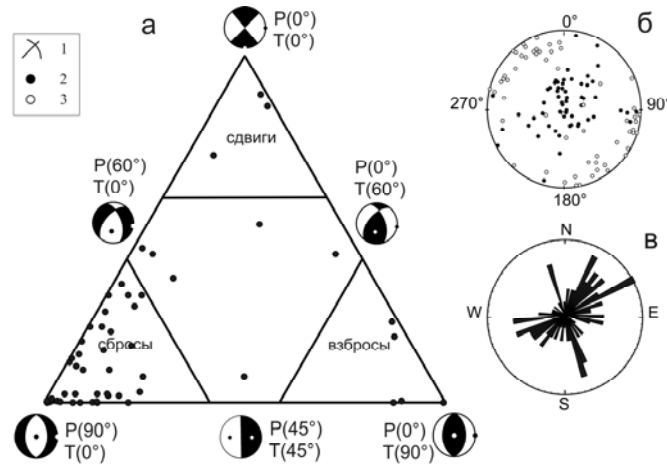 а
P(0°)
T(0°)
1
2
3
сдвиги
P(60°)
T(0°)
P(0°)
T(60°)
сбросы
взбросы
P(90°)
T(0°)
P(45°)
T(45°)
P(0°)
T(90°)
б
0°
270°
90°
180°
в
N
W
E
S